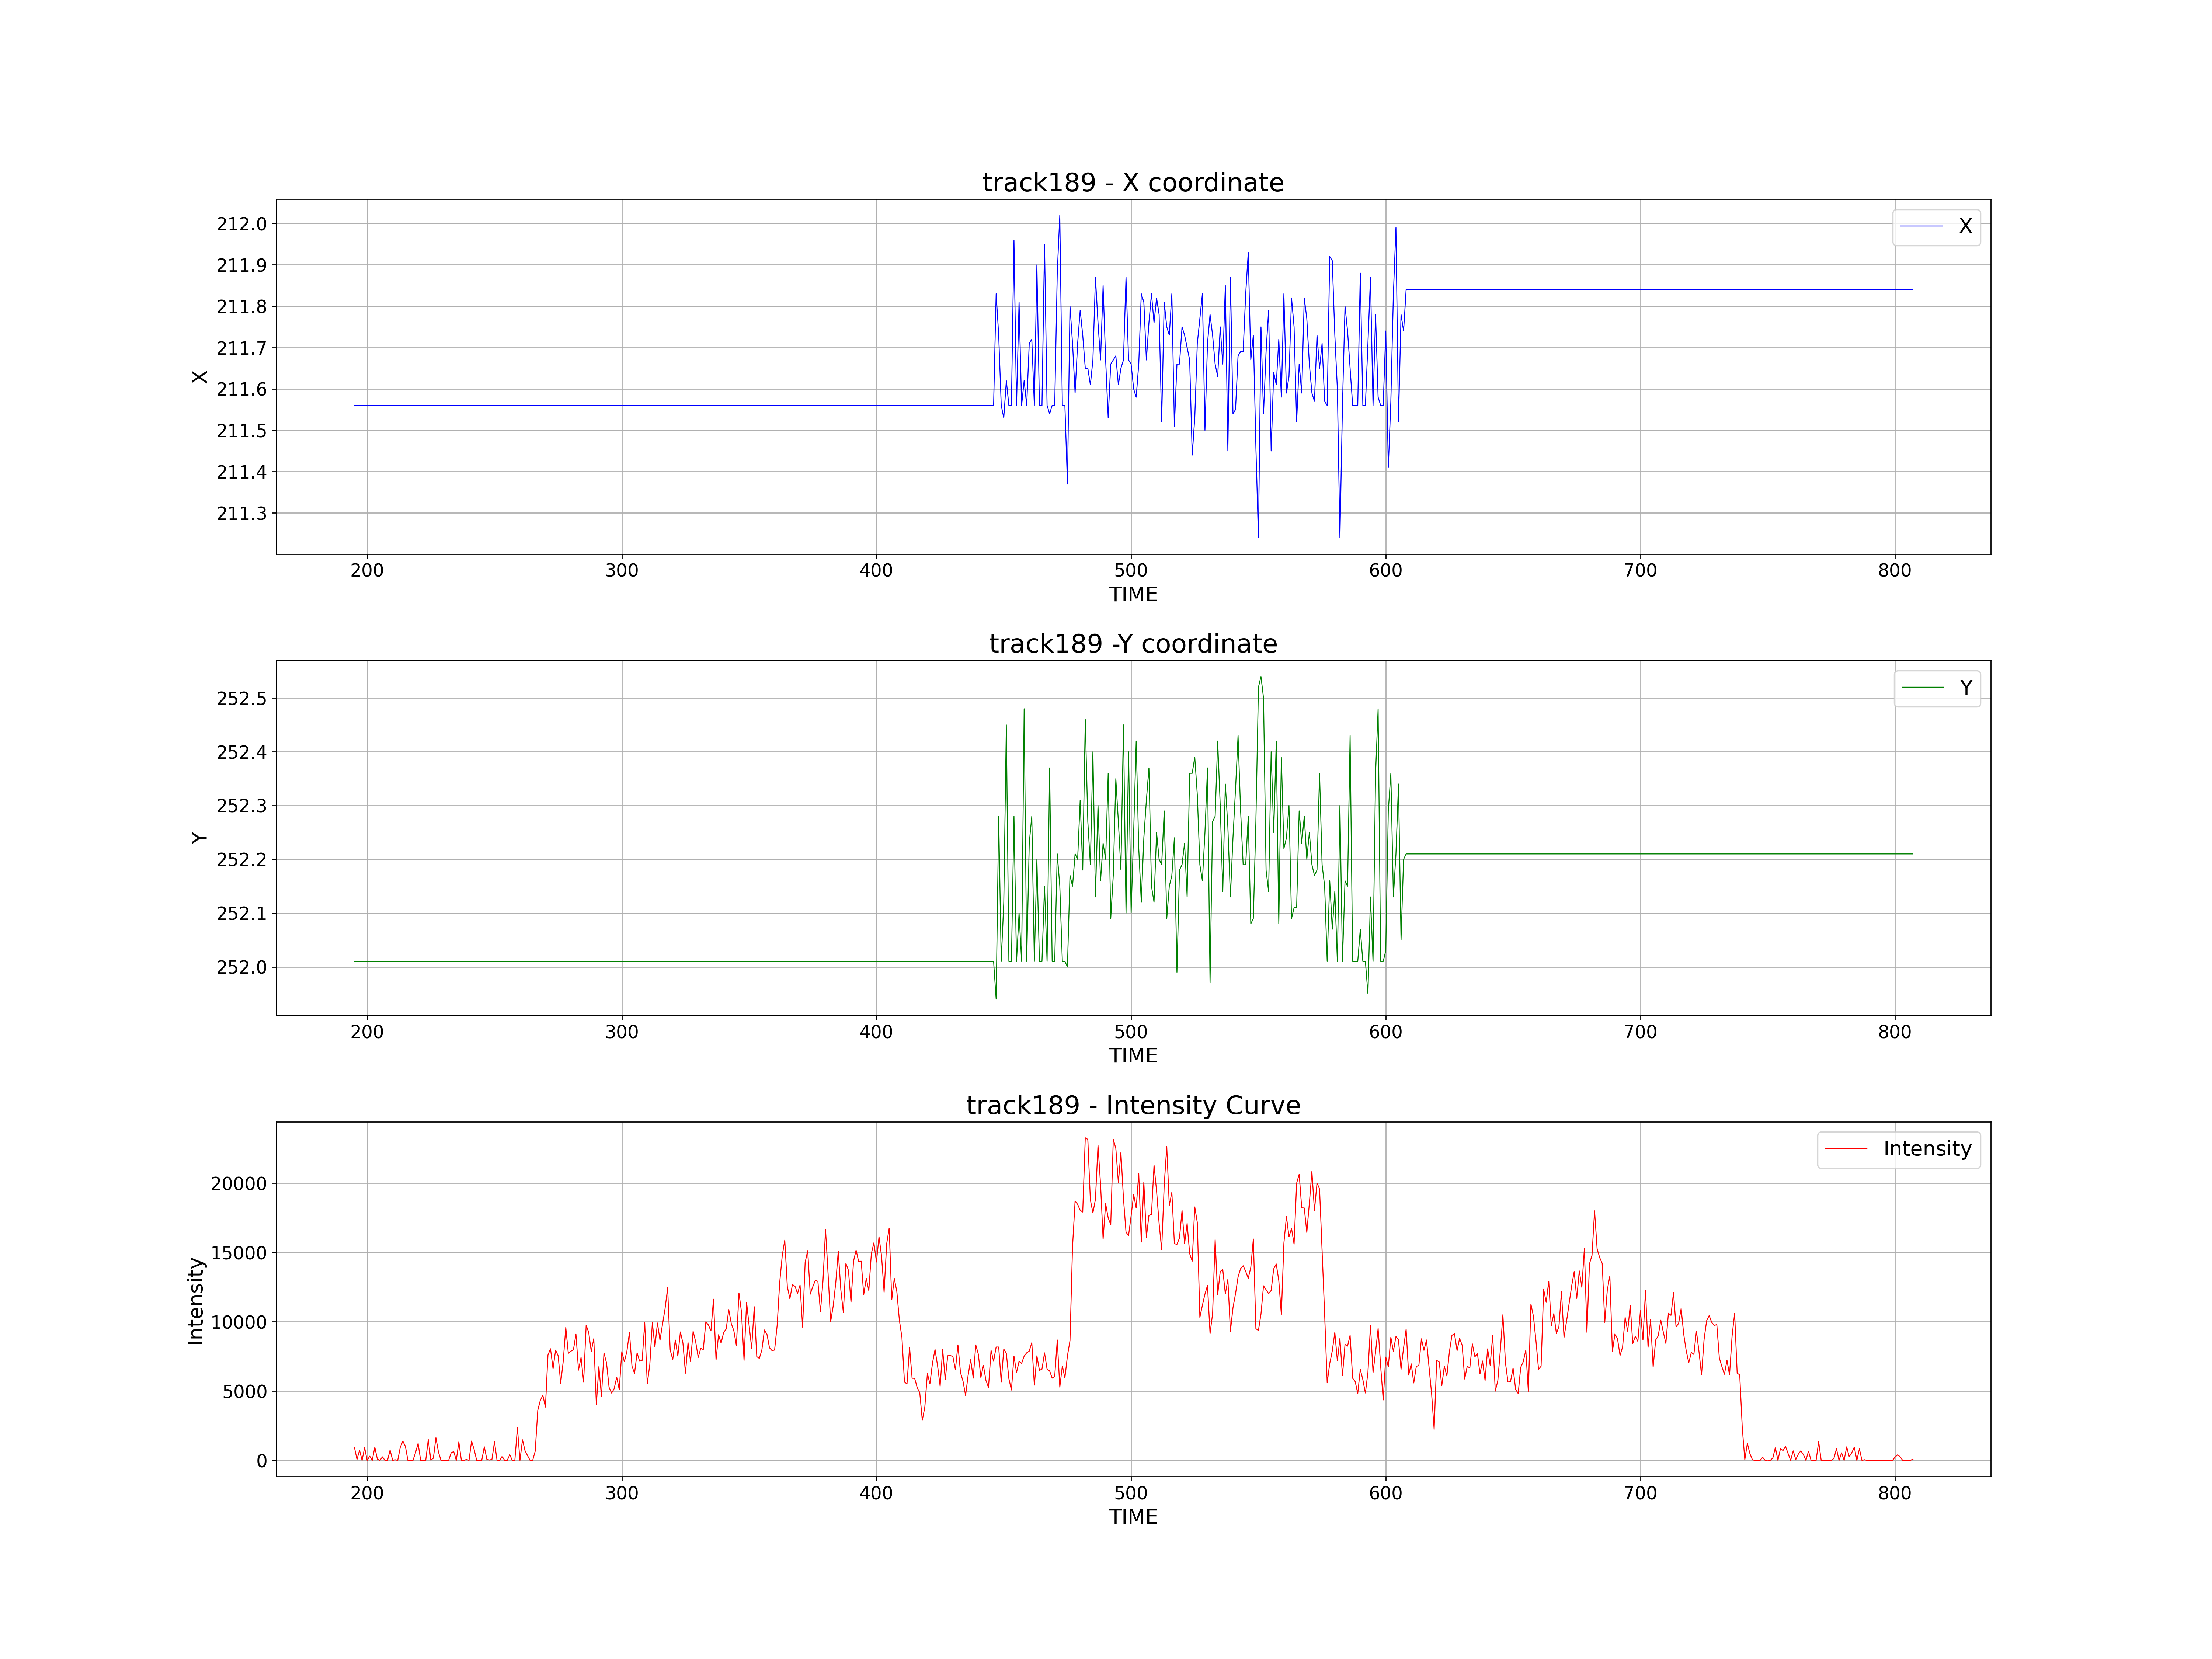 track189 - X coordinate
X
212.0
211.9
211.8
211.7
211.6
211.5
211.4
211.3
X
200 300 400 500 600 700 800
TIME
track189 -Y coordinate
Y
252.5
252.4
252.3
252.2
252.1
252.0
Y
200 300 400 500 600 700 800
TIME
track189 - Intensity Curve
Intensity
20000
15000
10000
5000
0
Intensity
200 300 400 500 600 700 800
TIME